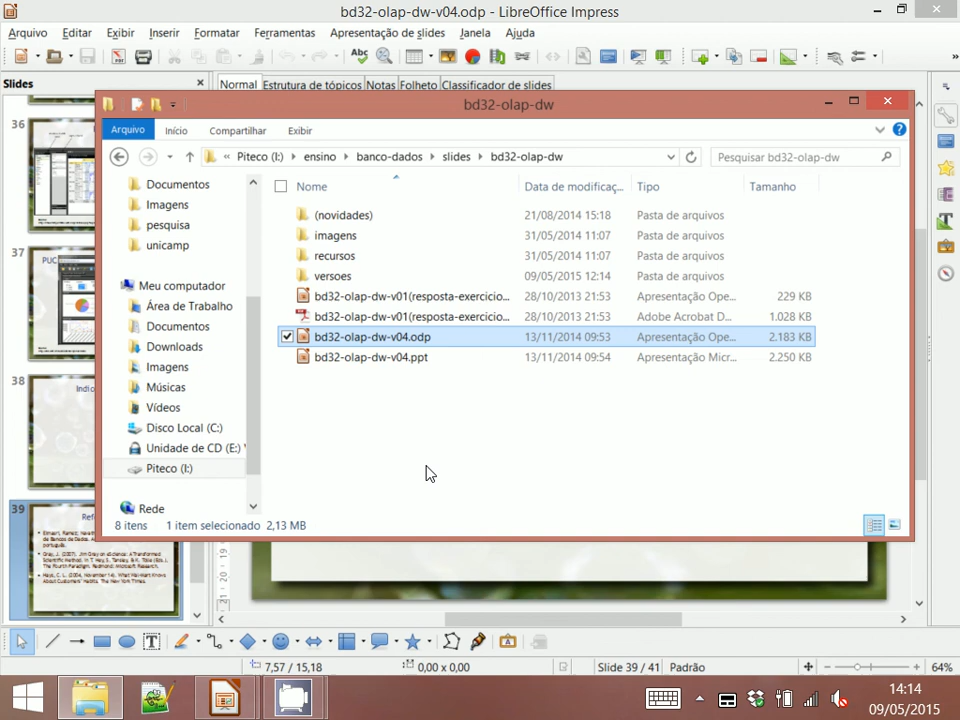 bd32-olap-dw-v04.odp - LibreOffice Impress
Arquivo Editar Exibir Inserir Formatar Ferramentas Apresentação de slides Janela Ajuda
Slides
Normal Estrutura de tópicos Notas Folheto Classificador de slides
bd32-olap-dw
Arquivo Início Compartilhar Exibir
« Piteco (I:) ensino banco-dados slides bd32-olap-dw
Pesquisar bd32-olap-dw
Documentos
Imagens
pesquisa
unicamp
Meu computador
Área de Trabalho
Documentos
Downloads
Imagens
Músicas
Vídeos
Disco Local (C:)
Unidade de CD (E:)
Piteco (I:)
Rede
Nome Data de modificaç... Tipo Tamanho
(novidades) 21/08/2014 15:18 Pasta de arquivos
imagens 31/05/2014 11:07 Pasta de arquivos
recursos 31/05/2014 11:07 Pasta de arquivos
versoes 09/05/2015 12:14 Pasta de arquivos
bd32-olap-dw-v01(resposta-exercicio... 28/10/2013 21:53 Apresentação Ope... 229 KB
bd32-olap-dw-v01(resposta-exercicio... 28/10/2013 21:53 Adobe Acrobat D... 1.028 KB
bd32-olap-dw-v04.odp 13/11/2014 09:53 Apresentação Ope... 2.183 KB
bd32-olap-dw-v04.ppt 13/11/2014 09:54 Apresentação Micr... 2.250 KB
8 itens 1 item selecionado 2,13 MB
36
37
PUC
38
39
7,57 / 15,18 0,00 x 0,00 Slide 39 / 41 Padrão 64%
14:14
09/05/2015